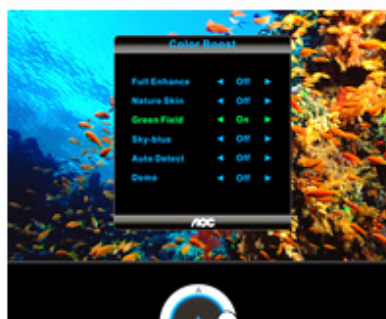 Color Boost
Full Enhance ◄ Off ►
Nature Skin ◄ Off ►
Green Field ◄ On ►
Sky-blue ◄ Off ►
Auto Detect ◄ Off ►
Demo ◄ Off ►
AOC